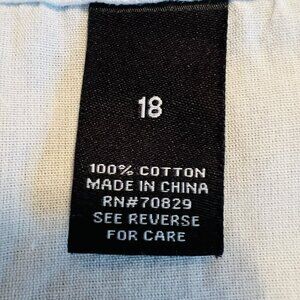 18
100% COTTON
MADE IN CHINA
RN#70829
SEE REVERSE
FOR CARE